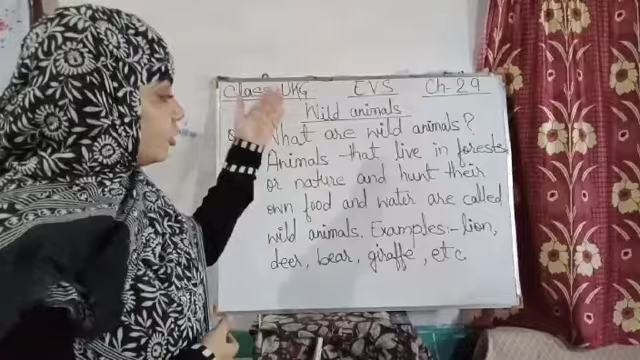 Class UKG EVS Ch-29
Wild animals
Q What are wild animals?
Animals that live in forests
or nature and hunt their
own food and water are called
wild animals. Examples:- lion,
deer, bear, giraffe, etc